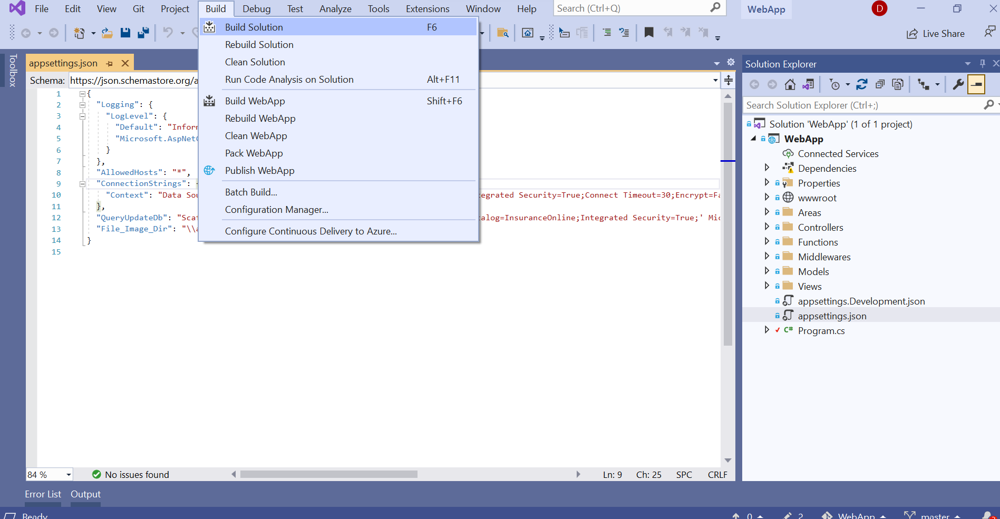 File Edit View Git Project Build Debug Test Analyze Tools Extensions Window Help Search (Ctrl+Q) WebApp D
Live Share
Build Solution F6
Rebuild Solution
Clean Solution
Run Code Analysis on Solution Alt+F11
Build WebApp Shift+F6
Rebuild WebApp
Clean WebApp
Pack WebApp
Publish WebApp
Batch Build...
Configuration Manager...
Configure Continuous Delivery to Azure...
Toolbox
appsettings.json
Schema: https://json.schemastore.org/a
1 {
2 "Logging": {
3 "LogLevel": {
4 "Default": "Infor
5 "Microsoft.AspNet
6 }
7 },
8 "AllowedHosts": "*",
9 "ConnectionStrings":
10 "Context": "Data Sou tegrated Security=True;Connect Timeout=30;Encrypt=Fa
11 },
12 "QueryUpdateDb": "Scaf alog=InsuranceOnline;Integrated Security=True;' Mic
13 "File_Image_Dir": "\\a
14 }
15
84 % No issues found Ln: 9 Ch: 25 SPC CRLF
Solution Explorer
Search Solution Explorer (Ctrl+;)
Solution 'WebApp' (1 of 1 project)
WebApp
Connected Services
Dependencies
Properties
wwwroot
Areas
Controllers
Functions
Middlewares
Models
Views
appsettings.Development.json
appsettings.json
C# Program.cs
Error List Output
Ready 0 2 WebApp master